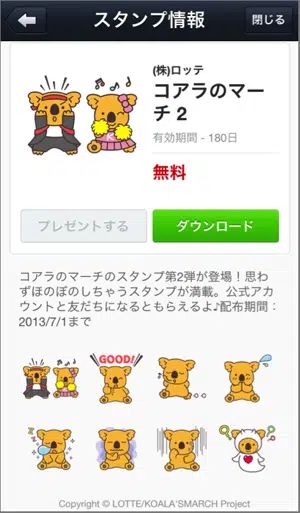 スタンプ情報
閉じる
(株)ロッテ
コアラのマー
チ 2
有効期間 - 180日
無料
プレゼントする
ダウンロード
コアラのマーチのスタンプ第2弾が登場！思わ
ずほのぼのしちゃうスタンプが満載。公式アカ
ウントと友だちになるともらえるよ♪配布期間：
2013/7/1まで
GOOD!
Copyright © LOTTE/KOALA'SMARCH Project